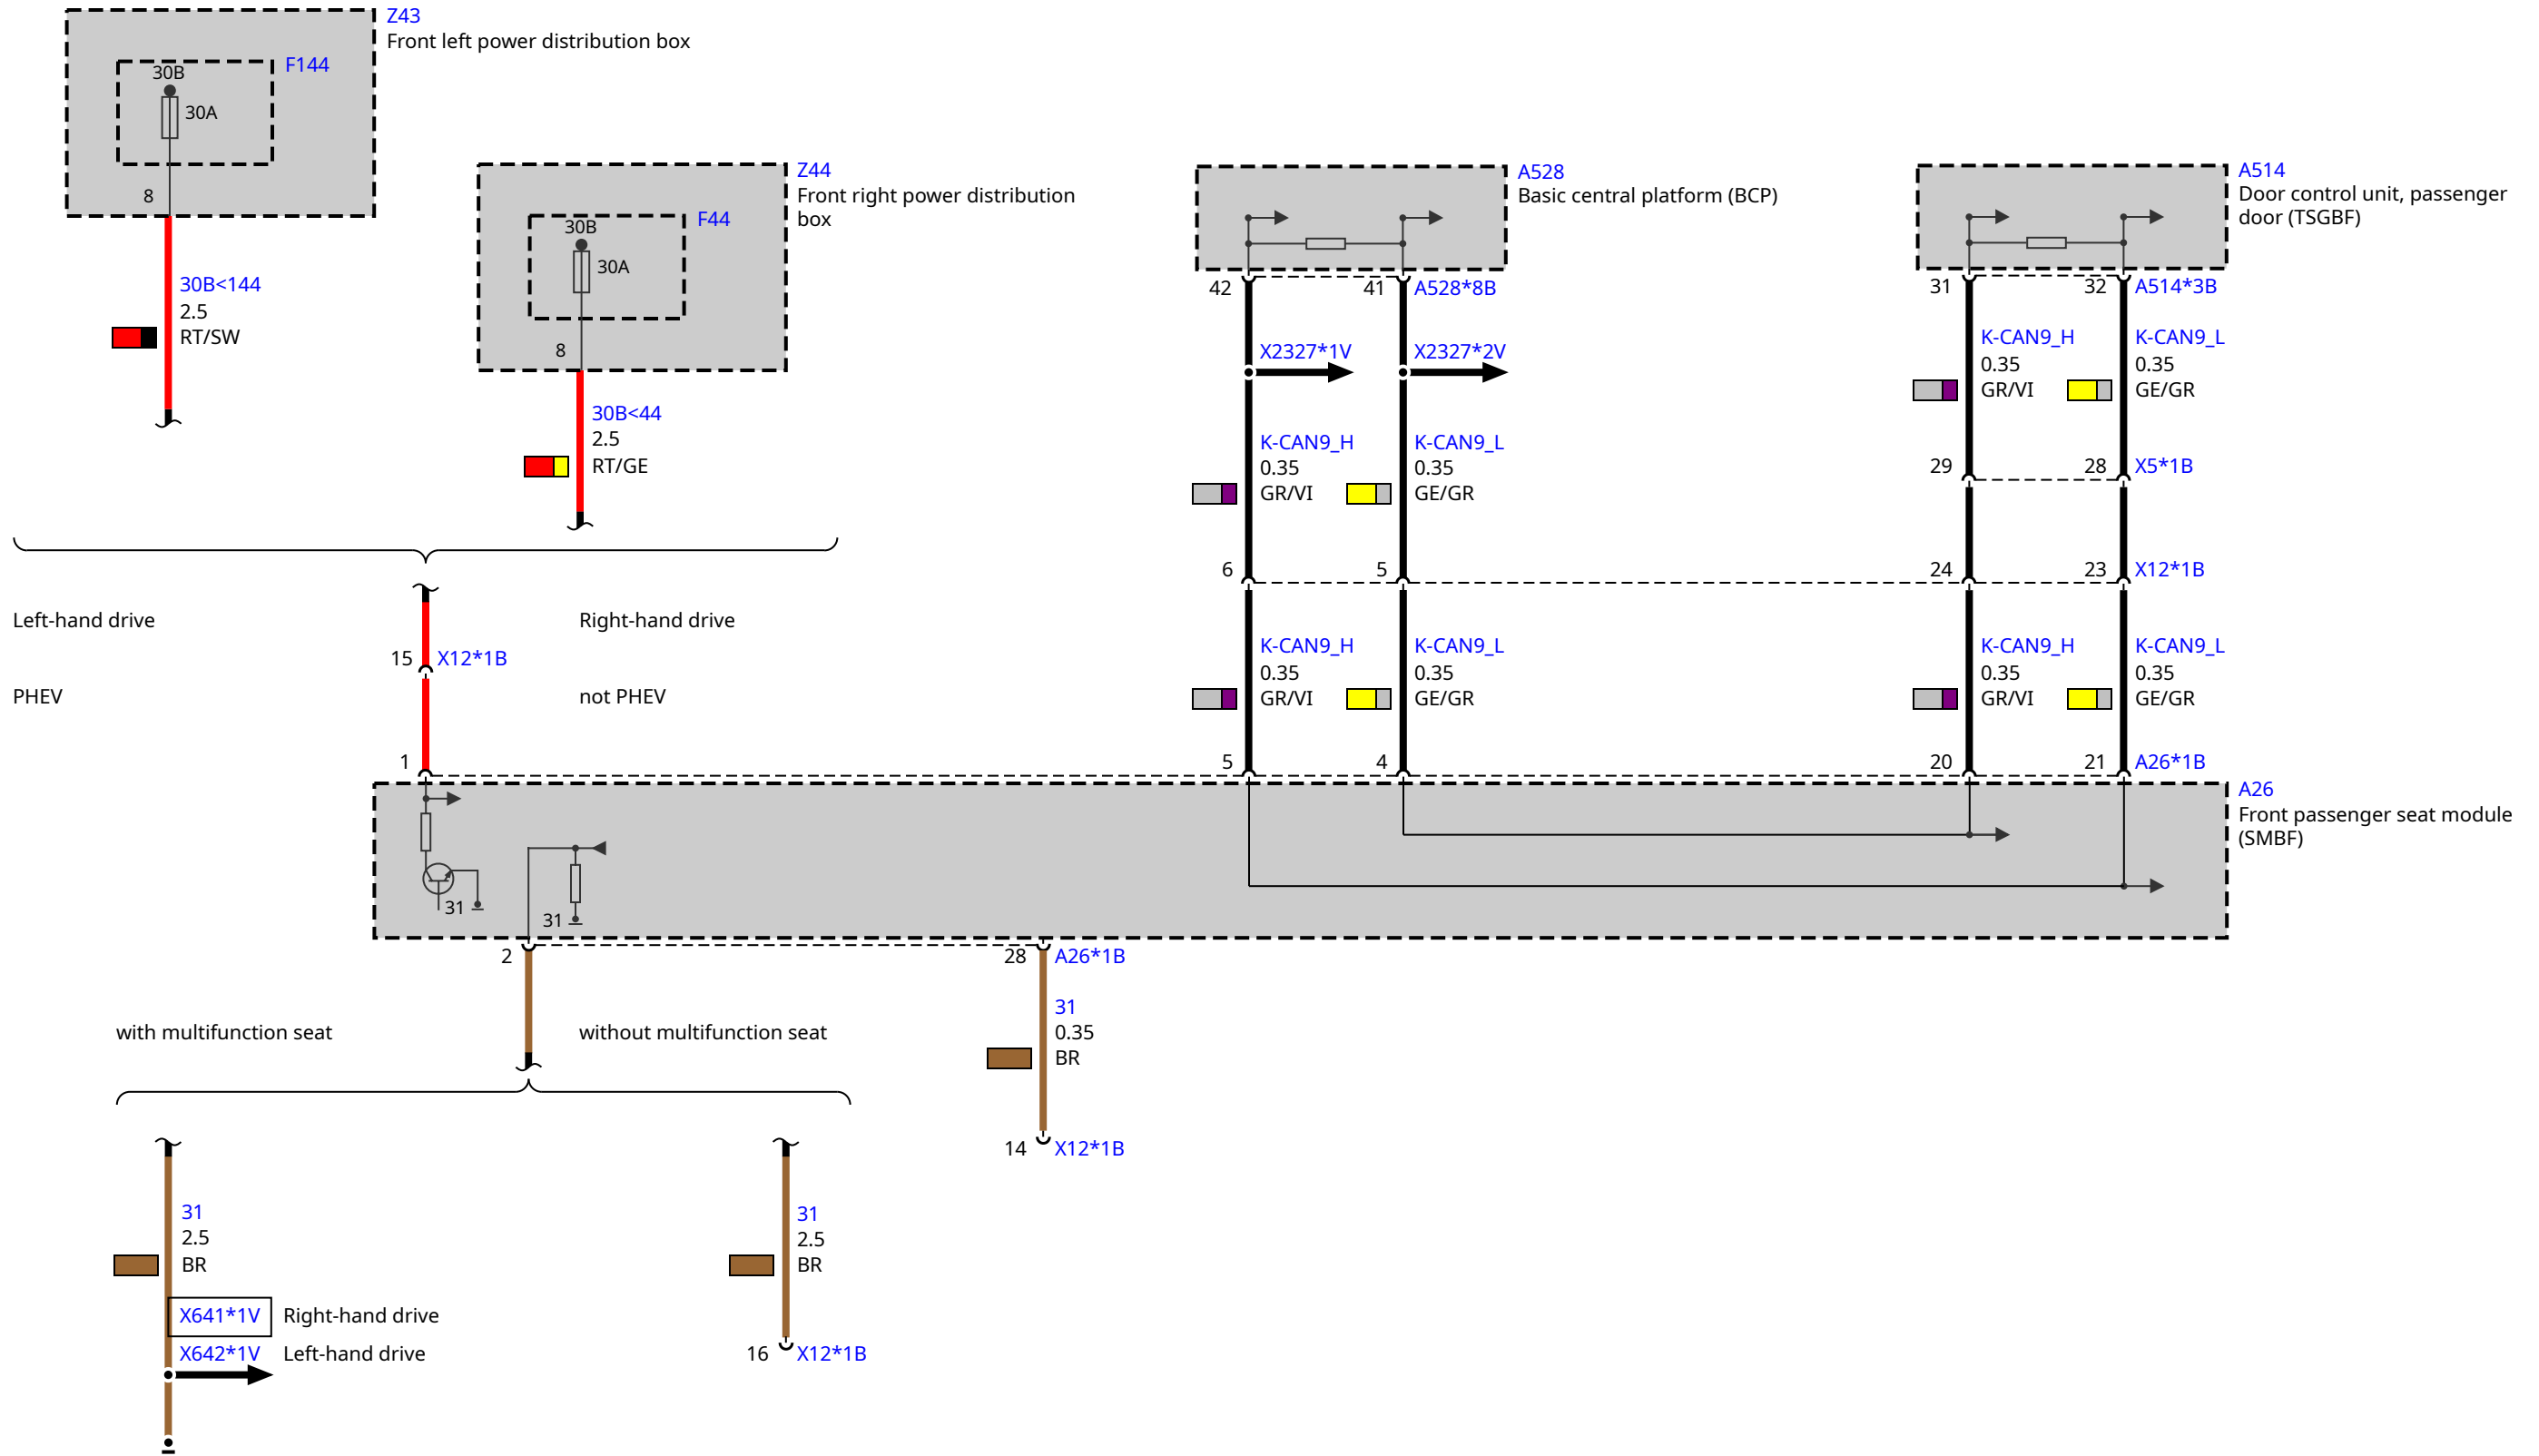 Z43
Front left power distribution box
F144
30B
30A
8
30B<144
2.5
RT/SW
Z44
Front right power distribution
box
F44
30B
30A
8
30B<44
2.5
RT/GE
A528
Basic central platform (BCP)
42
41
A528*8B
X2327*1V
X2327*2V
K-CAN9_H
0.35
GR/VI
K-CAN9_L
0.35
GE/GR
A514
Door control unit, passenger
door (TSGBF)
31
32
A514*3B
K-CAN9_H
0.35
GR/VI
K-CAN9_L
0.35
GE/GR
29
28
X5*1B
6
5
24
23
X12*1B
Left-hand drive
Right-hand drive
15
X12*1B
PHEV
not PHEV
K-CAN9_H
0.35
GR/VI
K-CAN9_L
0.35
GE/GR
K-CAN9_H
0.35
GR/VI
K-CAN9_L
0.35
GE/GR
1
5
4
20
21
A26*1B
A26
Front passenger seat module
(SMBF)
31
31
2
28
A26*1B
with multifunction seat
without multifunction seat
31
0.35
BR
14
X12*1B
31
2.5
BR
31
2.5
BR
X641*1V
Right-hand drive
X642*1V
Left-hand drive
16
X12*1B